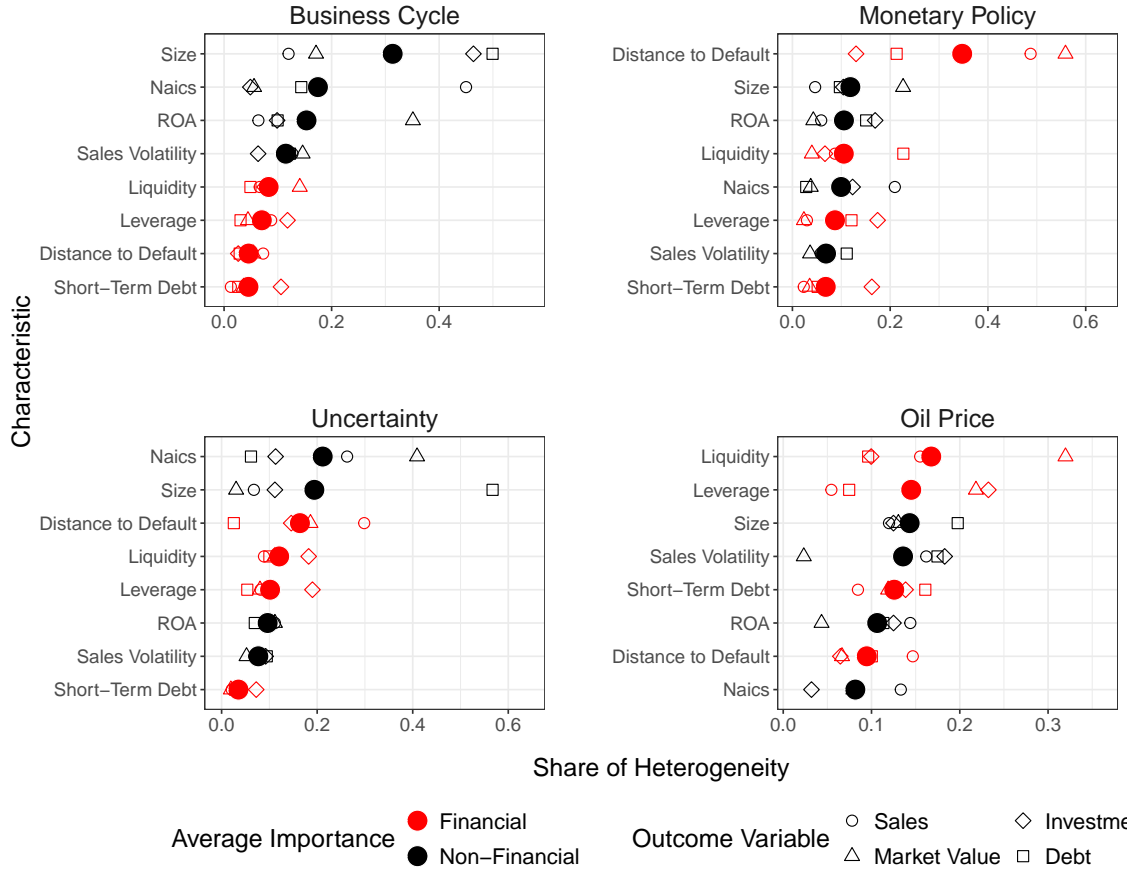 Business Cycle
Size
Naics
ROA
Sales Volatility
Liquidity
Leverage
Distance to Default
Short−Term Debt
0.0 0.2 0.4
Monetary Policy
Distance to Default
Size
ROA
Liquidity
Naics
Leverage
Sales Volatility
Short−Term Debt
0.0 0.2 0.4 0.6
Characteristic
Uncertainty
Naics
Size
Distance to Default
Liquidity
Leverage
ROA
Sales Volatility
Short−Term Debt
0.0 0.2 0.4 0.6
Oil Price
Liquidity
Leverage
Size
Sales Volatility
Short−Term Debt
ROA
Distance to Default
Naics
0.0 0.1 0.2 0.3
Share of Heterogeneity
Average Importance
Financial
Non−Financial
Outcome Variable
Sales
Market Value
Investme
Debt